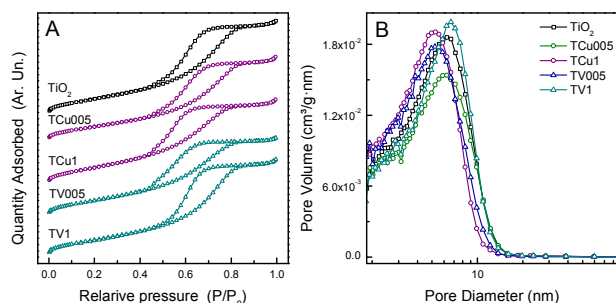 A
Quantity Adsorbed (Ar. Un.)
TiO₂
TCu005
TCu1
TV005
TV1
0.0 0.2 0.4 0.6 0.8 1.0
Relarive pressure (P/P₀)
B
Pore Volume (cm³/g·nm)
1.8x10⁻²
1.2x10⁻²
6.0x10⁻³
0.0
TiO₂
TCu005
TCu1
TV005
TV1
10
Pore Diameter (nm)